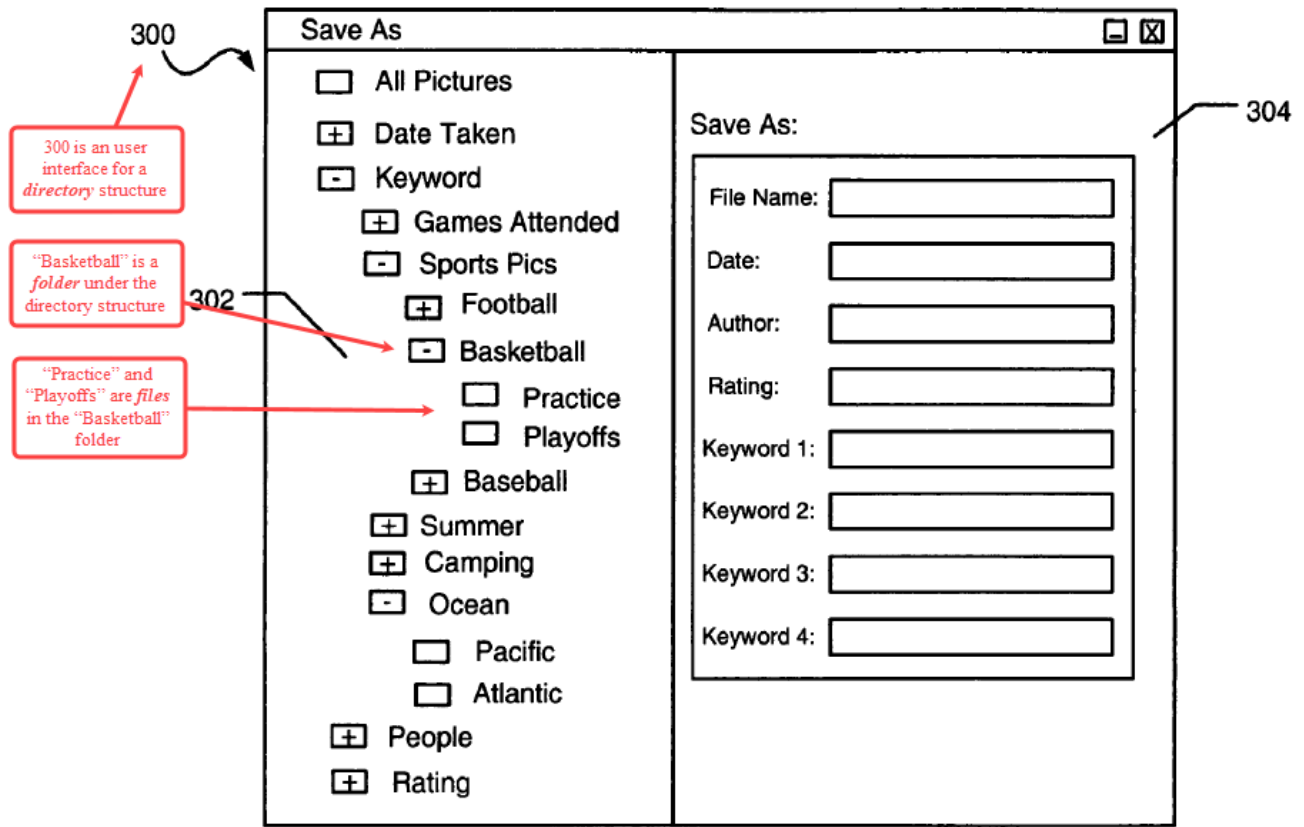 Save As
300
All Pictures
304
Date Taken
Save As:
300 is an user
interface for a
directory structure
Keyword
File Name:
Games Attended
“Basketball” is a
folder under the
directory structure
Sports Pics
Date:
302
Football
Author:
Basketball
“Practice” and
“Playoffs” are files
in the “Basketball”
folder
Rating:
Practice
Playoffs
Keyword 1:
Baseball
Keyword 2:
Summer
Camping
Keyword 3:
Ocean
Keyword 4:
Pacific
Atlantic
People
Rating